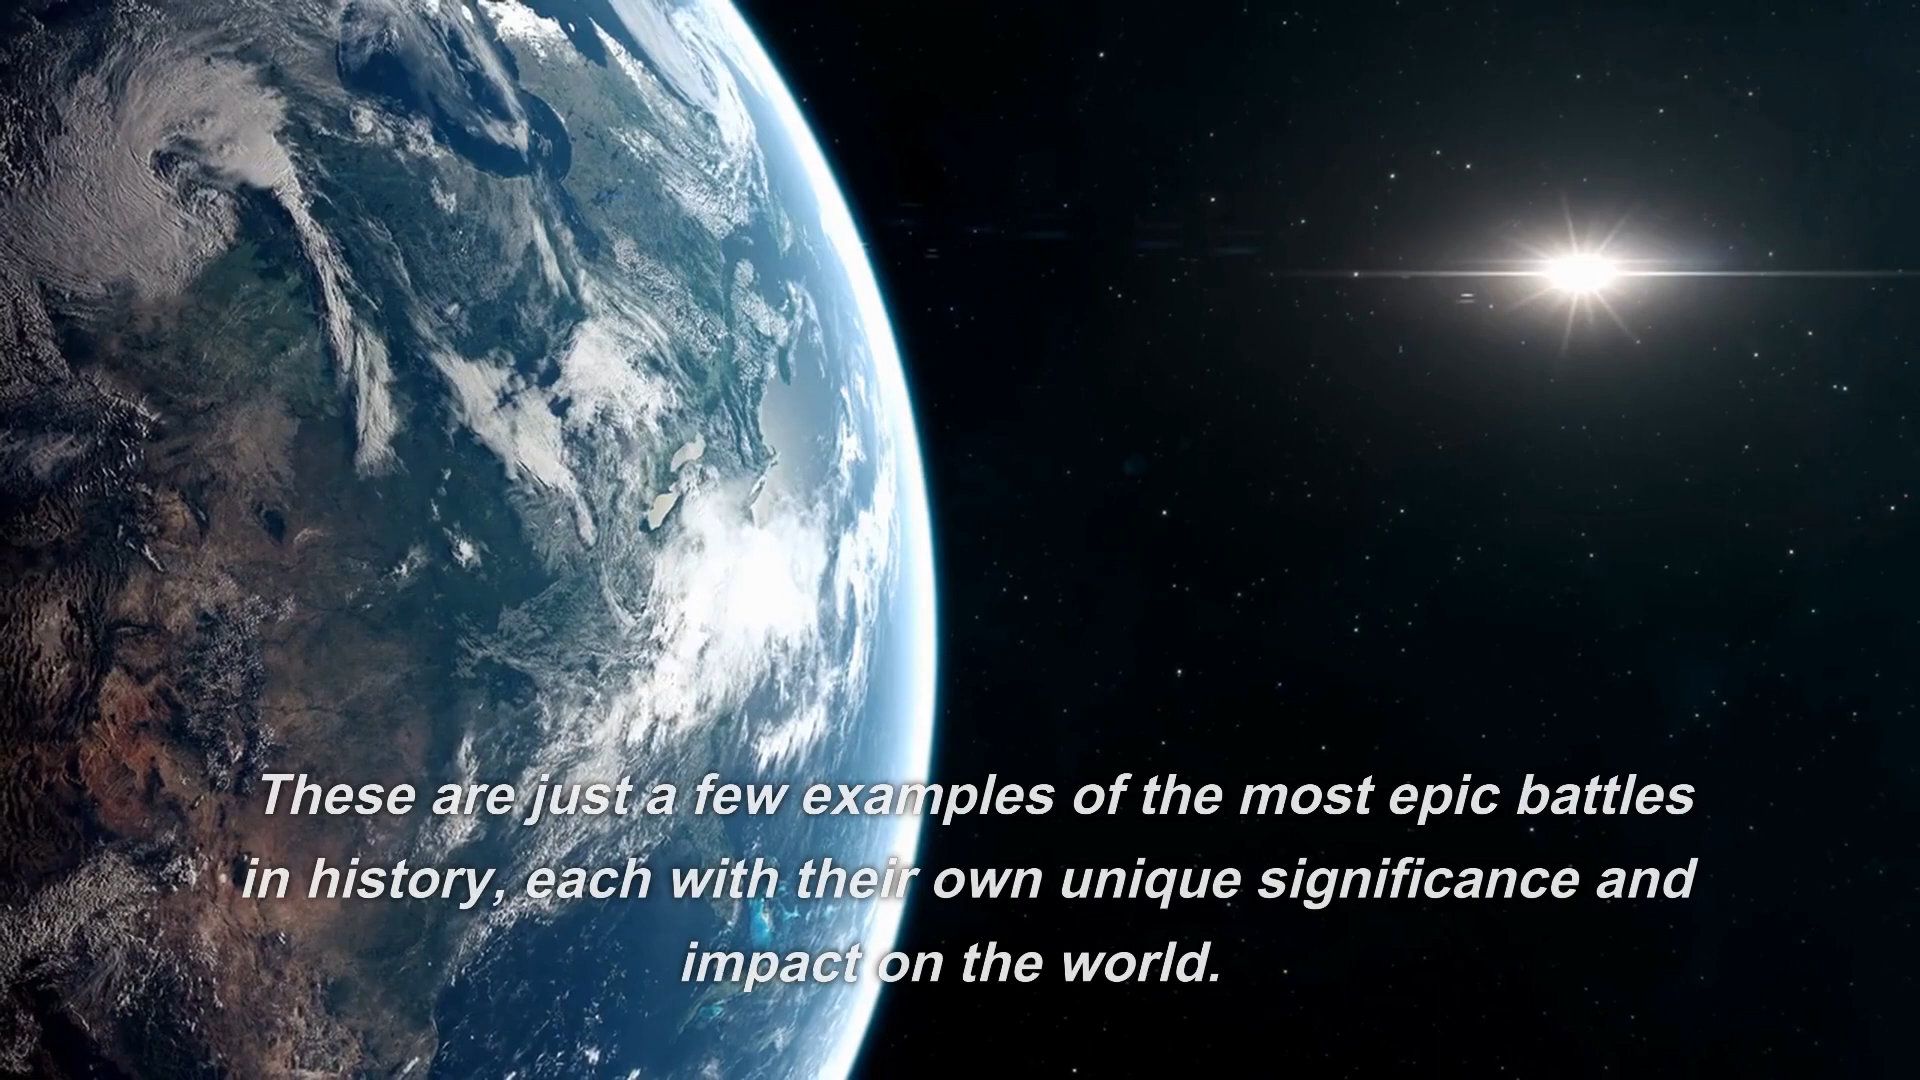 These are just a few examples of the most epic battles
in history, each with their own unique significance and
impact on the world.